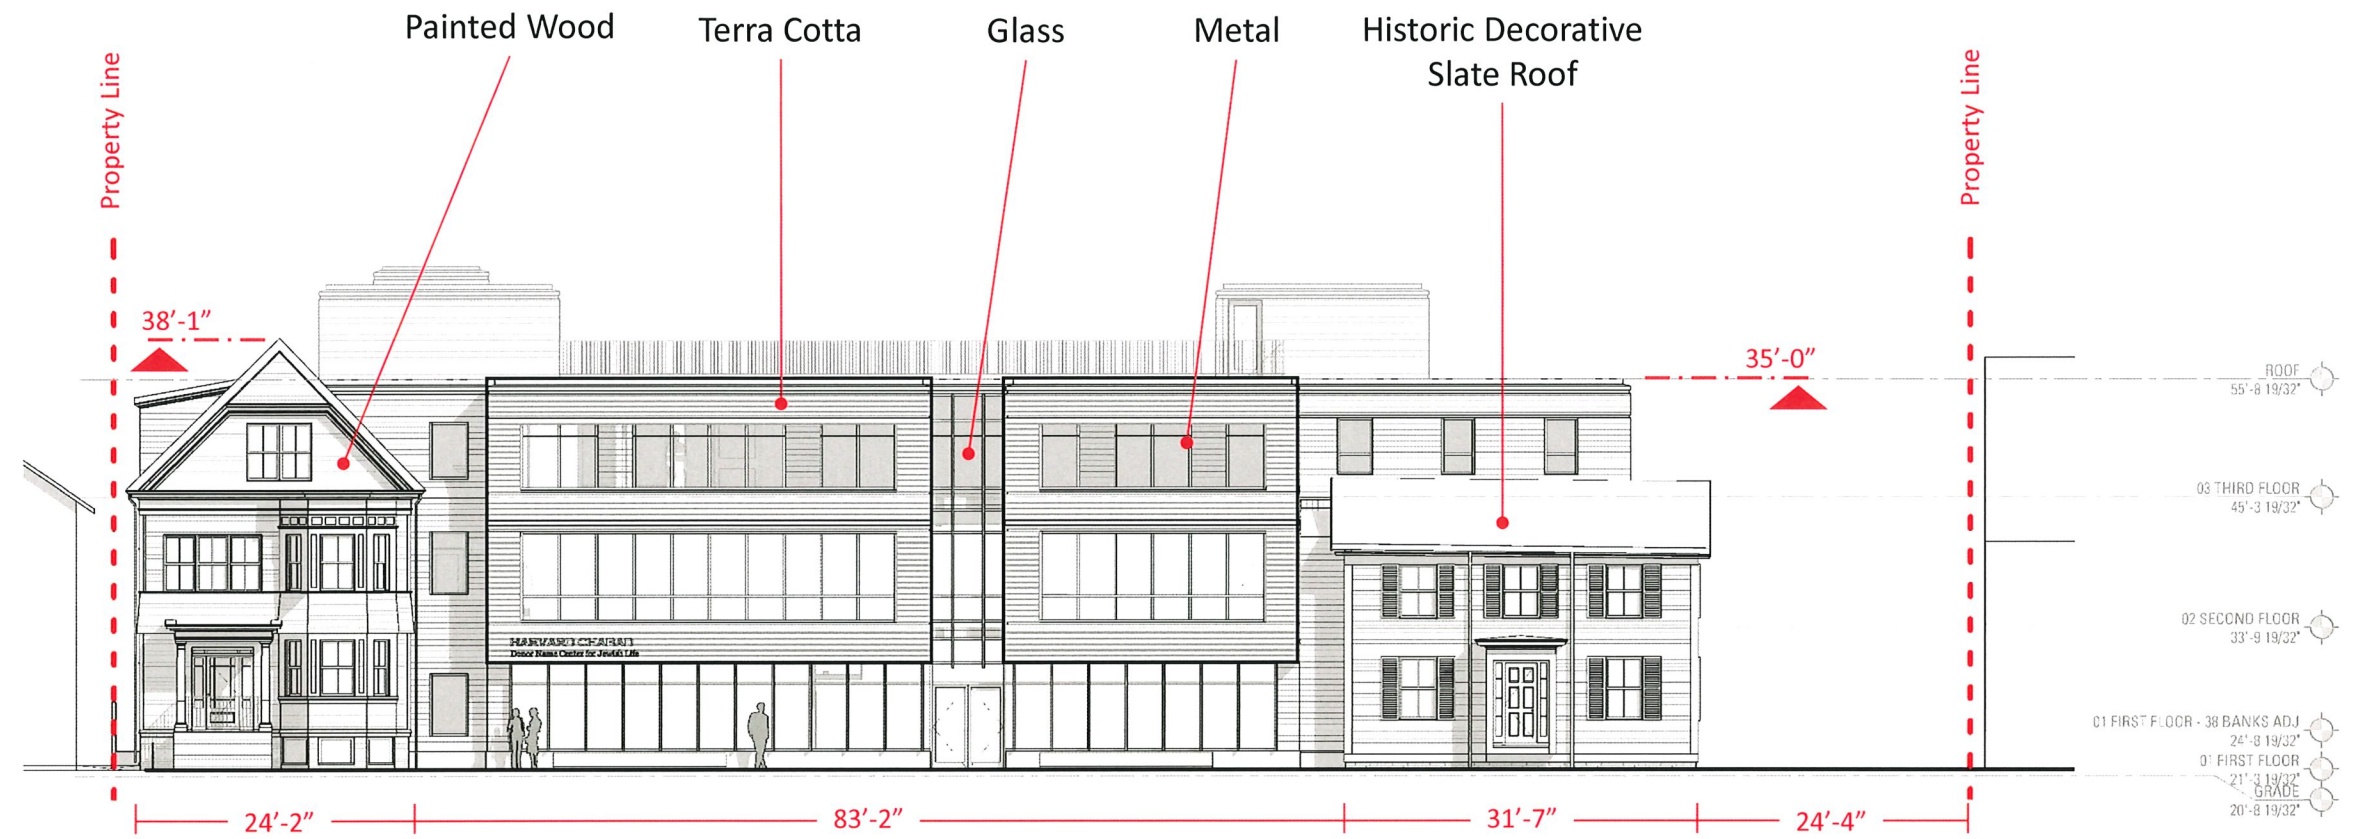 Painted Wood
Terra Cotta
Glass
Metal
Historic Decorative
Slate Roof
Property Line
Property Line
38’-1”
35’-0”
ROOF
55'-8 19/32"
03 THIRD FLOOR
45'-3 19/32"
02 SECOND FLOOR
33'-9 19/32"
HARVARD CHABAD
Donor Name Center for Jewish Life
01 FIRST FLOOR - 38 BANKS ADJ
24'-8 19/32"
01 FIRST FLOOR
21'-3 19/32"
GRADE
20'-8 19/32"
24’-2”
83’-2”
31’-7”
24’-4”